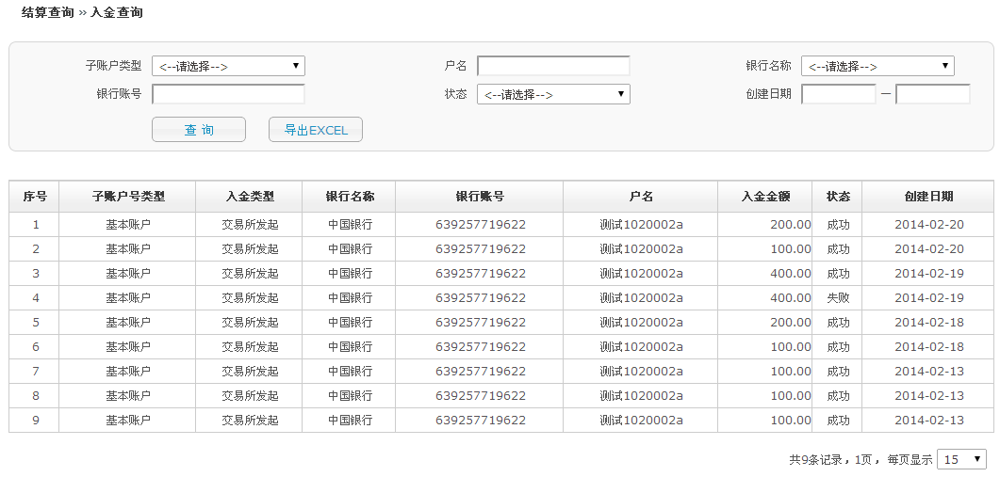 结算查询 » 入金查询
子账户类型 <--请选择--> 户名 银行名称 <--请选择-->
银行账号 状态 <--请选择--> 创建日期 —
查 询 导出EXCEL
序号 子账户号类型 入金类型 银行名称 银行账号 户名 入金金额 状态 创建日期
1 基本账户 交易所发起 中国银行 639257719622 测试1020002a 200.00 成功 2014-02-20
2 基本账户 交易所发起 中国银行 639257719622 测试1020002a 100.00 成功 2014-02-20
3 基本账户 交易所发起 中国银行 639257719622 测试1020002a 400.00 成功 2014-02-19
4 基本账户 交易所发起 中国银行 639257719622 测试1020002a 400.00 失败 2014-02-19
5 基本账户 交易所发起 中国银行 639257719622 测试1020002a 200.00 成功 2014-02-18
6 基本账户 交易所发起 中国银行 639257719622 测试1020002a 100.00 成功 2014-02-18
7 基本账户 交易所发起 中国银行 639257719622 测试1020002a 100.00 成功 2014-02-13
8 基本账户 交易所发起 中国银行 639257719622 测试1020002a 100.00 成功 2014-02-13
9 基本账户 交易所发起 中国银行 639257719622 测试1020002a 100.00 成功 2014-02-13
共9条记录，1页，每页显示 15